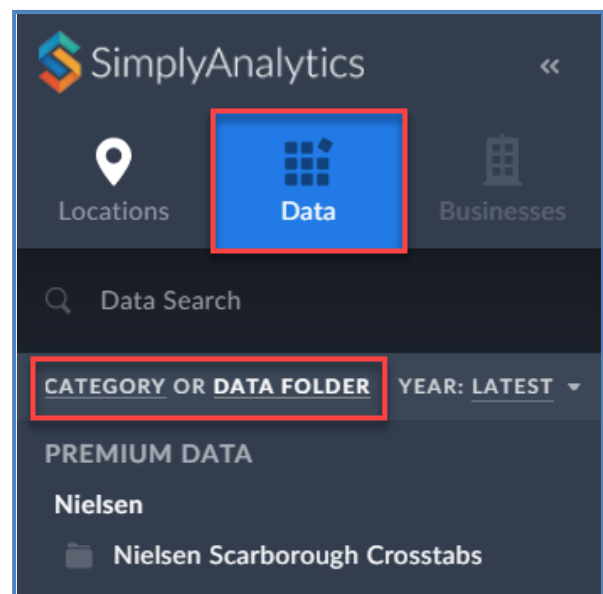 SimplyAnalytics «
Locations Data Businesses
Data Search
CATEGORY OR DATA FOLDER YEAR: LATEST
PREMIUM DATA
Nielsen
Nielsen Scarborough Crosstabs